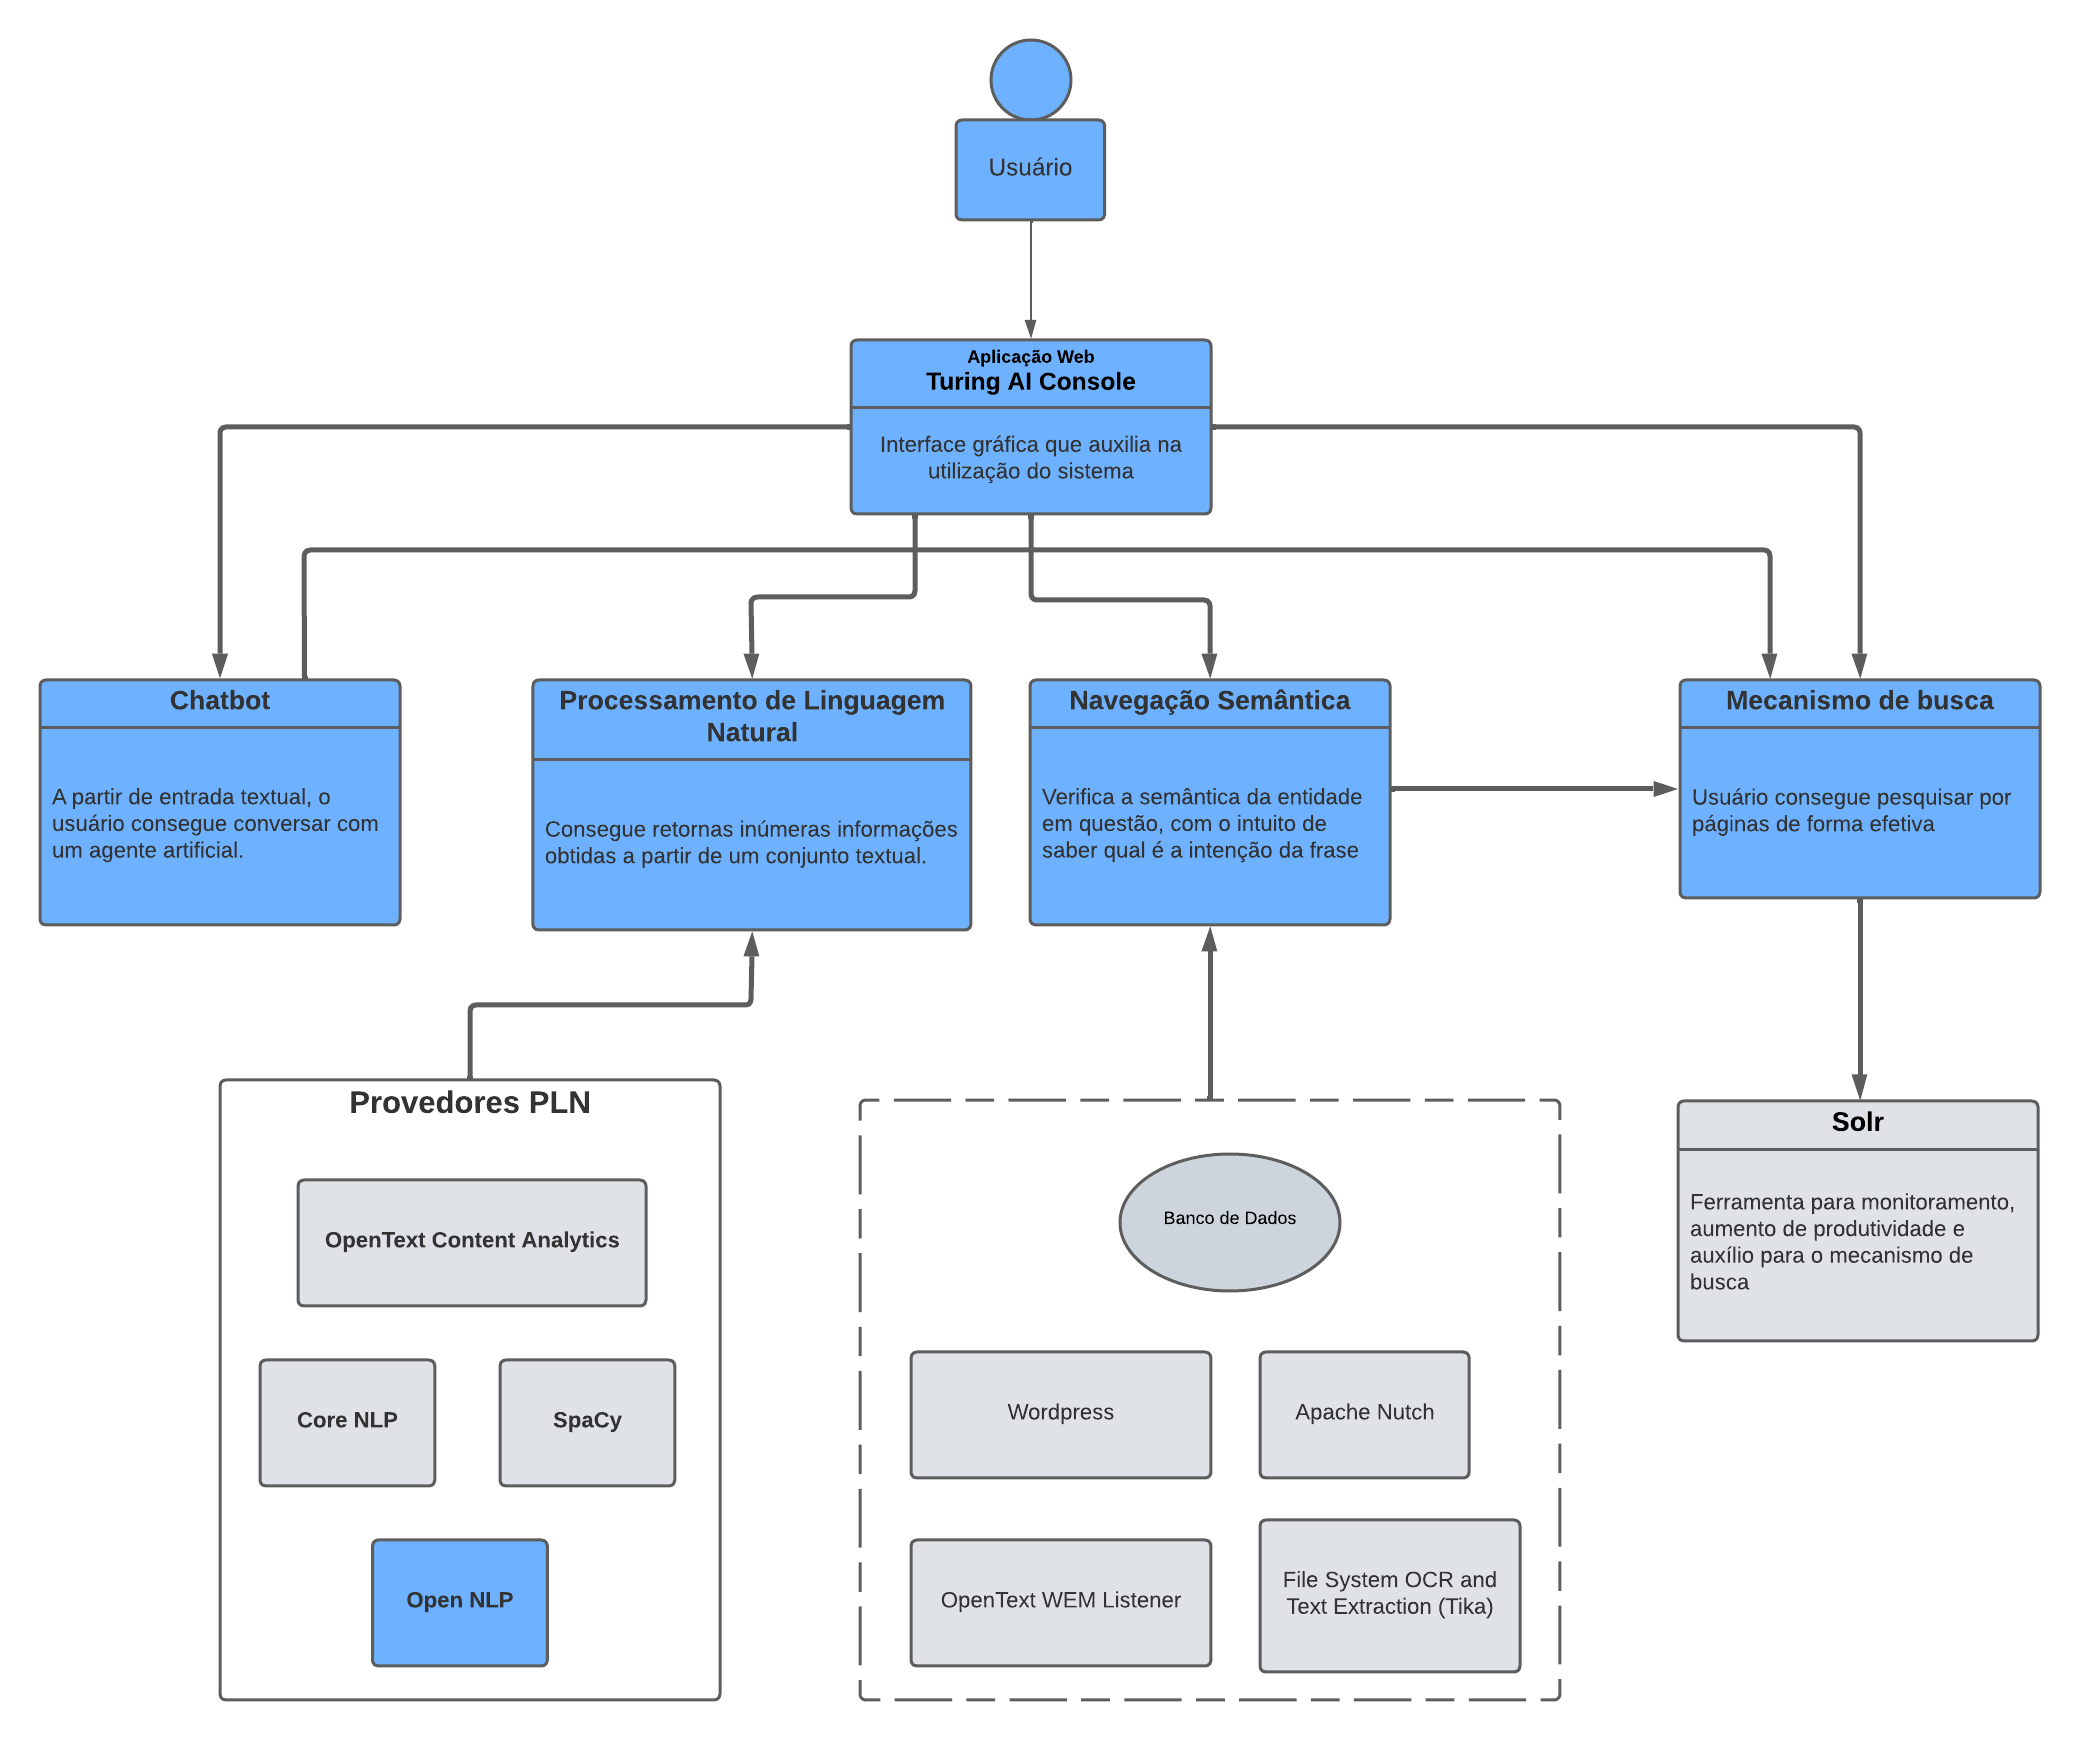 Usuário
Aplicação Web
Turing AI Console
Interface gráfica que auxilia na
utilização do sistema
Chatbot
A partir de entrada textual, o
usuário consegue conversar com
um agente artificial.
Processamento de Linguagem
Natural
Consegue retornas inúmeras informações
obtidas a partir de um conjunto textual.
Navegação Semântica
Verifica a semântica da entidade
em questão, com o intuito de
saber qual é a intenção da frase
Mecanismo de busca
Usuário consegue pesquisar por
páginas de forma efetiva
Provedores PLN
OpenText Content Analytics
Core NLP
SpaCy
Open NLP
Banco de Dados
Wordpress
Apache Nutch
OpenText WEM Listener
File System OCR and
Text Extraction (Tika)
Solr
Ferramenta para monitoramento,
aumento de produtividade e
auxílio para o mecanismo de
busca